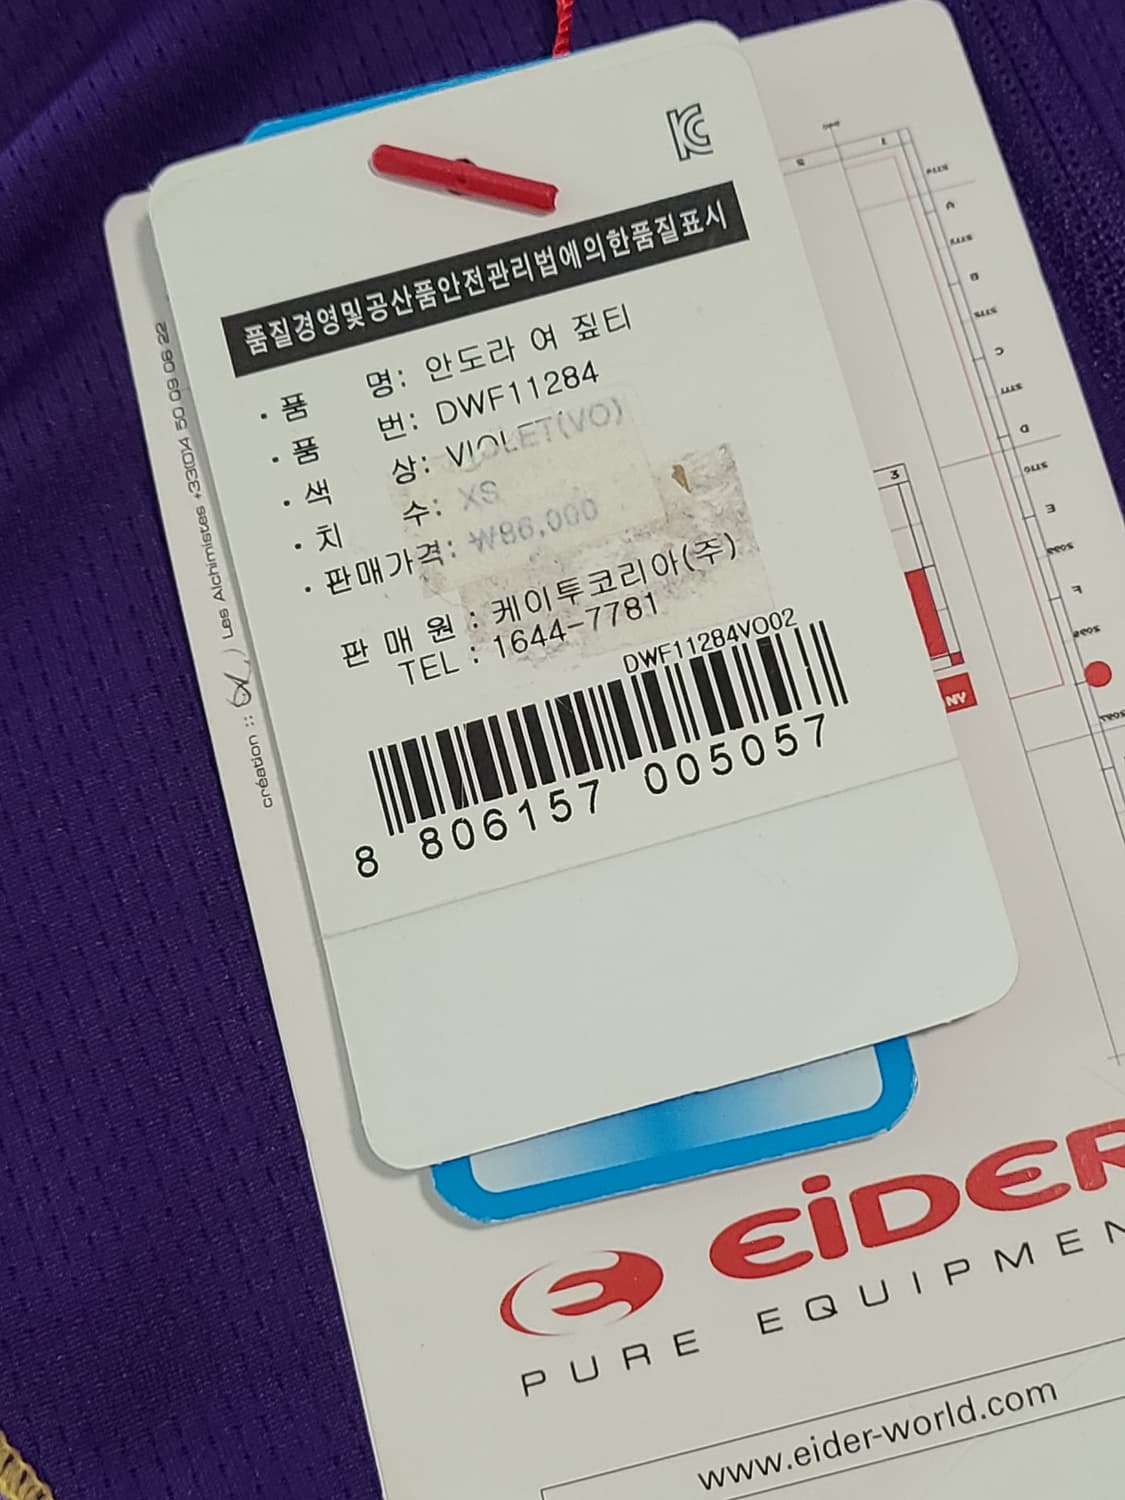 품질경영및공산품안전관리법에의한품질표시
· 품 명: 안도라 여 짚티
· 품 번: DWF11284
· 색 상: VIOLET(VO)
· 치 수: XS
· 판매가격: ₩86,000
판 매 원 : 케이투코리아(주)
TEL : 1644-7781
DWF11284VO02
8 806157 005057
création :: Les Alchimistes +33(0)4 50 09 06 22
NY
EiDER
PURE EQUIPMEN
www.eider-world.com